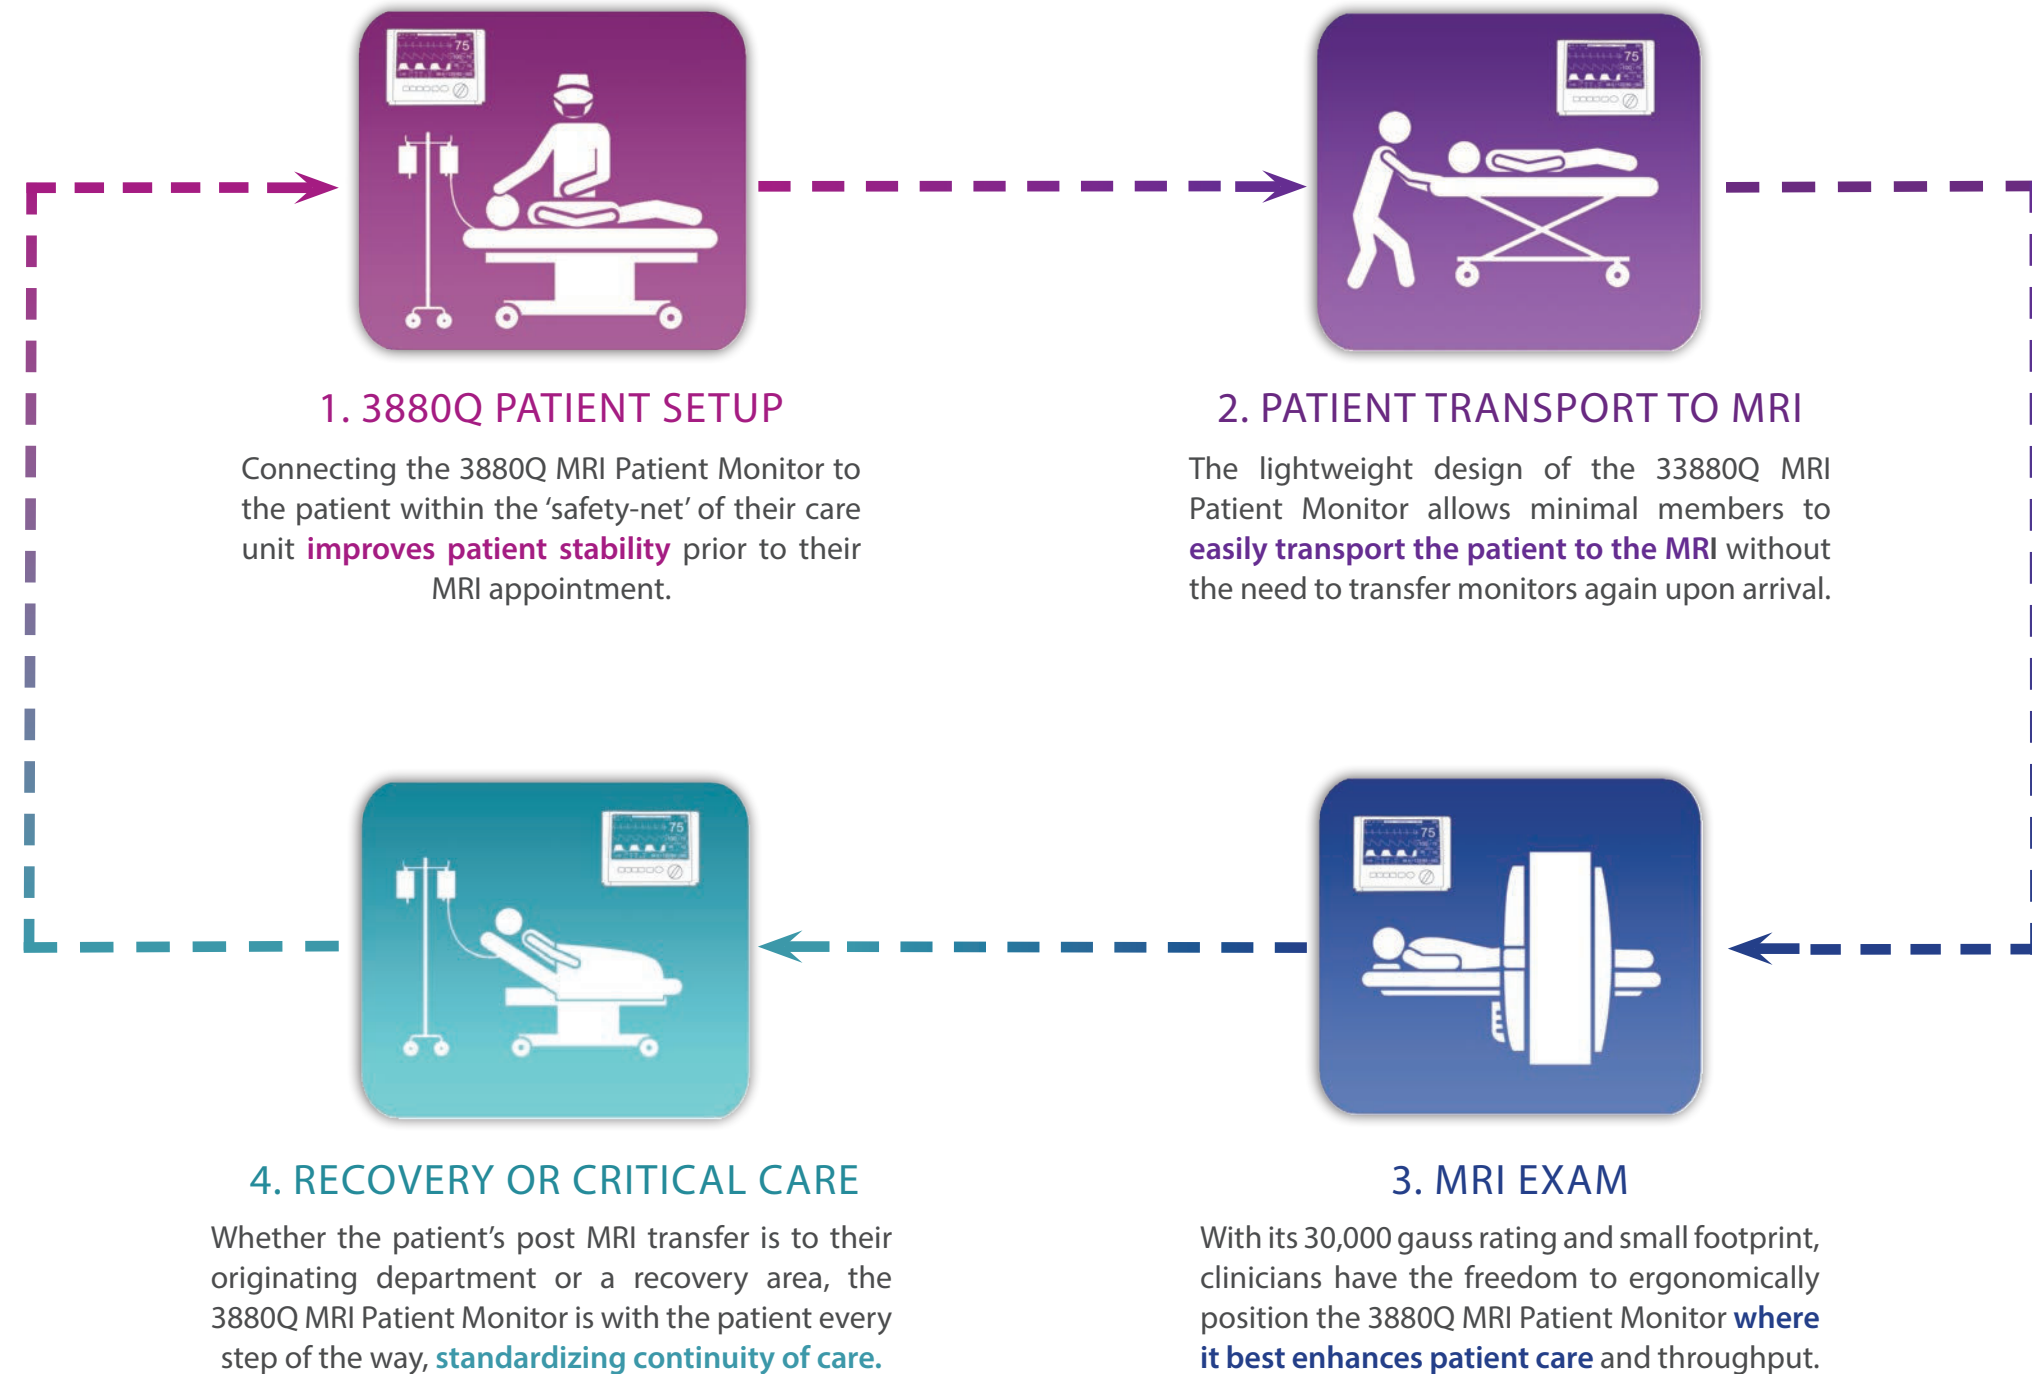 75
1. 3880Q PATIENT SETUP
Connecting the 3880Q MRI Patient Monitor to
the patient within the ‘safety-net’ of their care
unit improves patient stability prior to their
MRI appointment.
75
2. PATIENT TRANSPORT TO MRI
The lightweight design of the 33880Q MRI
Patient Monitor allows minimal members to
easily transport the patient to the MRI without
the need to transfer monitors again upon arrival.
75
3. MRI EXAM
With its 30,000 gauss rating and small footprint,
clinicians have the freedom to ergonomically
position the 3880Q MRI Patient Monitor where
it best enhances patient care and throughput.
75
4. RECOVERY OR CRITICAL CARE
Whether the patient’s post MRI transfer is to their
originating department or a recovery area, the
3880Q MRI Patient Monitor is with the patient every
step of the way, standardizing continuity of care.